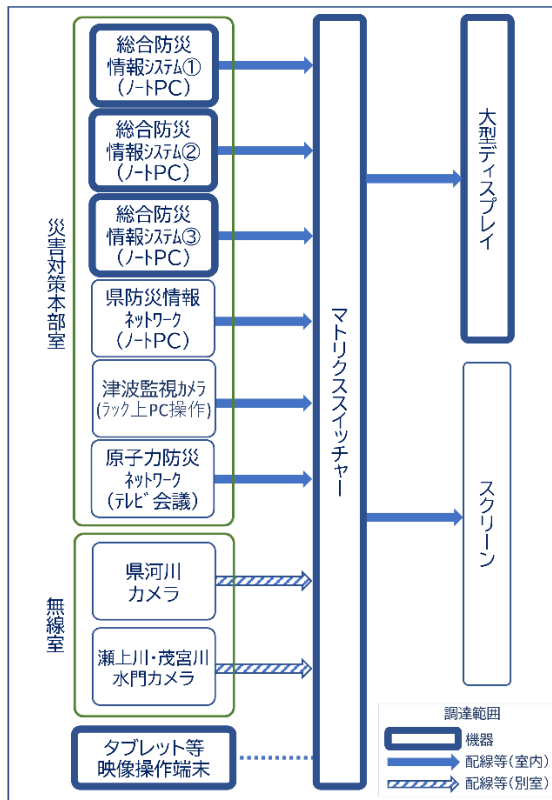 災害対策本部室
総合防災
情報システム①
(ノートPC)
総合防災
情報システム②
(ノートPC)
総合防災
情報システム③
(ノートPC)
県防災情報
ネットワーク
(ノートPC)
津波監視カメラ
(ラック上PC操作)
原子力防災
ネットワーク
(テレビ会議)
無線室
県河川
カメラ
瀬上川・茂宮川
水門カメラ
タブレット等
映像操作端末
マトリクススイッチャー
大型ディスプレイ
スクリーン
調達範囲
機器
配線等(室内)
配線等(別室)